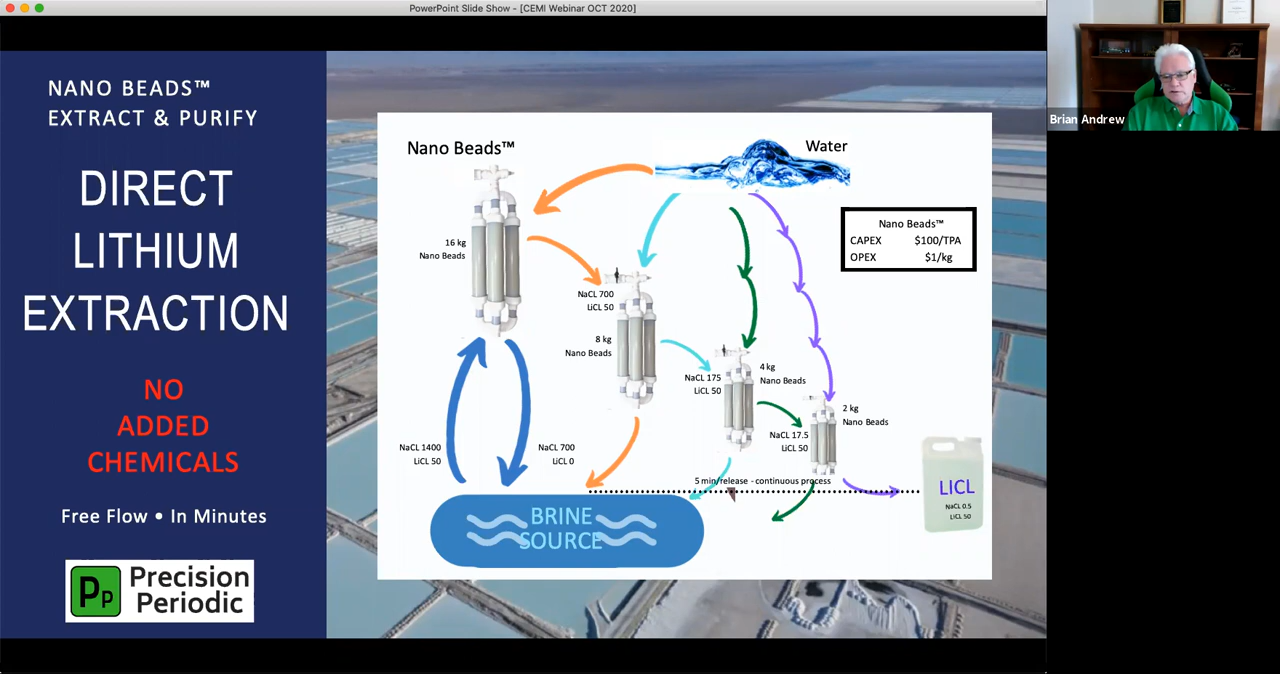 PowerPoint Slide Show - [CEMI Webinar OCT 2020]
NANO BEADS™
EXTRACT & PURIFY
DIRECT
LITHIUM
EXTRACTION
NO
ADDED
CHEMICALS
Free Flow • In Minutes
Pp
Precision
Periodic
Nano Beads™
Water
16 kg
Nano Beads
Nano Beads™
CAPEX $100/TPA
OPEX $1/kg
NaCL 700
LiCL 50
8 kg
Nano Beads
NaCL 175
LiCL 50
4 kg
Nano Beads
2 kg
Nano Beads
NaCL 17.5
LiCL 50
NaCL 1400
LiCL 50
NaCL 700
LiCL 0
5 min/release - continuous process
LICL
NaCL 0.5
LiCL 50
BRINE
SOURCE
Brian Andrew